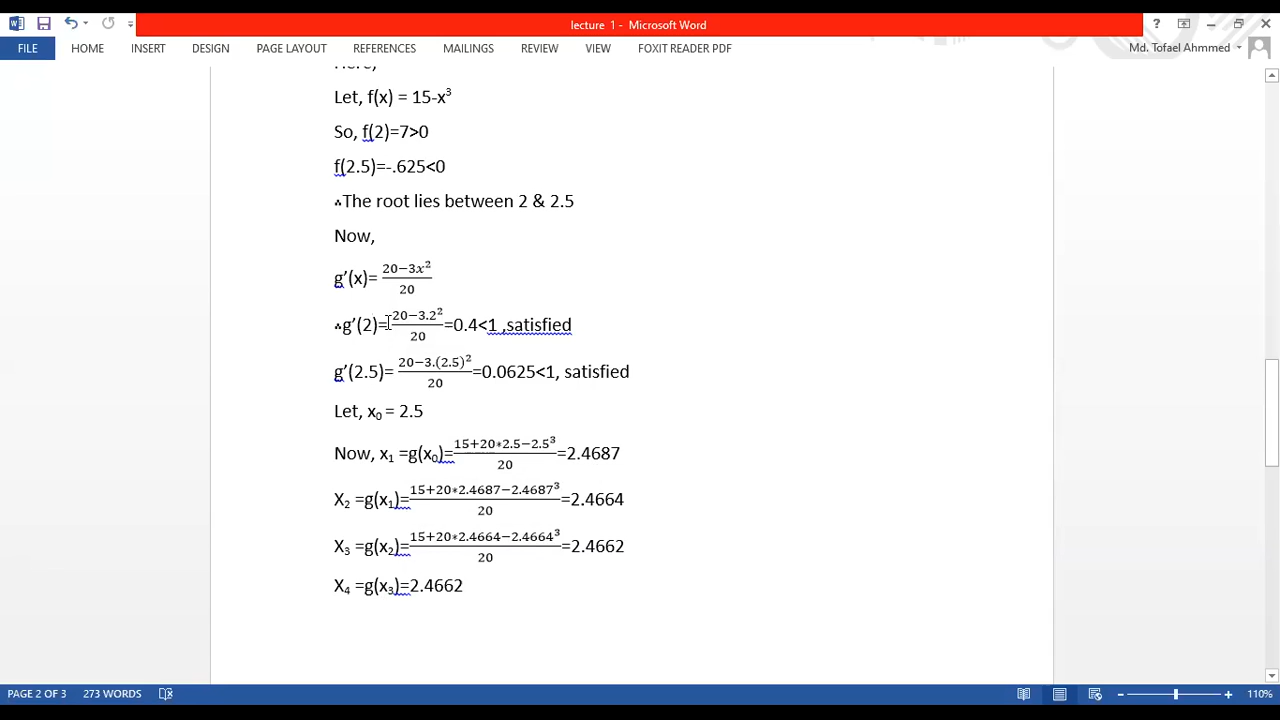 lecture 1 - Microsoft Word
FILE HOME INSERT DESIGN PAGE LAYOUT REFERENCES MAILINGS REVIEW VIEW FOXIT READER PDF Md. Tofael Ahmmed
Here,
Let, f(x) = 15-x³
So, f(2)=7>0
f(2.5)=-.625<0
∴The root lies between 2 & 2.5
Now,
g’(x)= (20−3x²)/20
∴g’(2)=(20−3.2²)/20=0.4<1 ,satisfied
g’(2.5)= (20−3.(2.5)²)/20=0.0625<1, satisfied
Let, x₀ = 2.5
Now, x₁ =g(x₀)=(15+20∗2.5−2.5³)/20=2.4687
X₂ =g(x₁)=(15+20∗2.4687−2.4687³)/20=2.4664
X₃ =g(x₂)=(15+20∗2.4664−2.4664³)/20=2.4662
X₄ =g(x₃)=2.4662
PAGE 2 OF 3 273 WORDS 110%